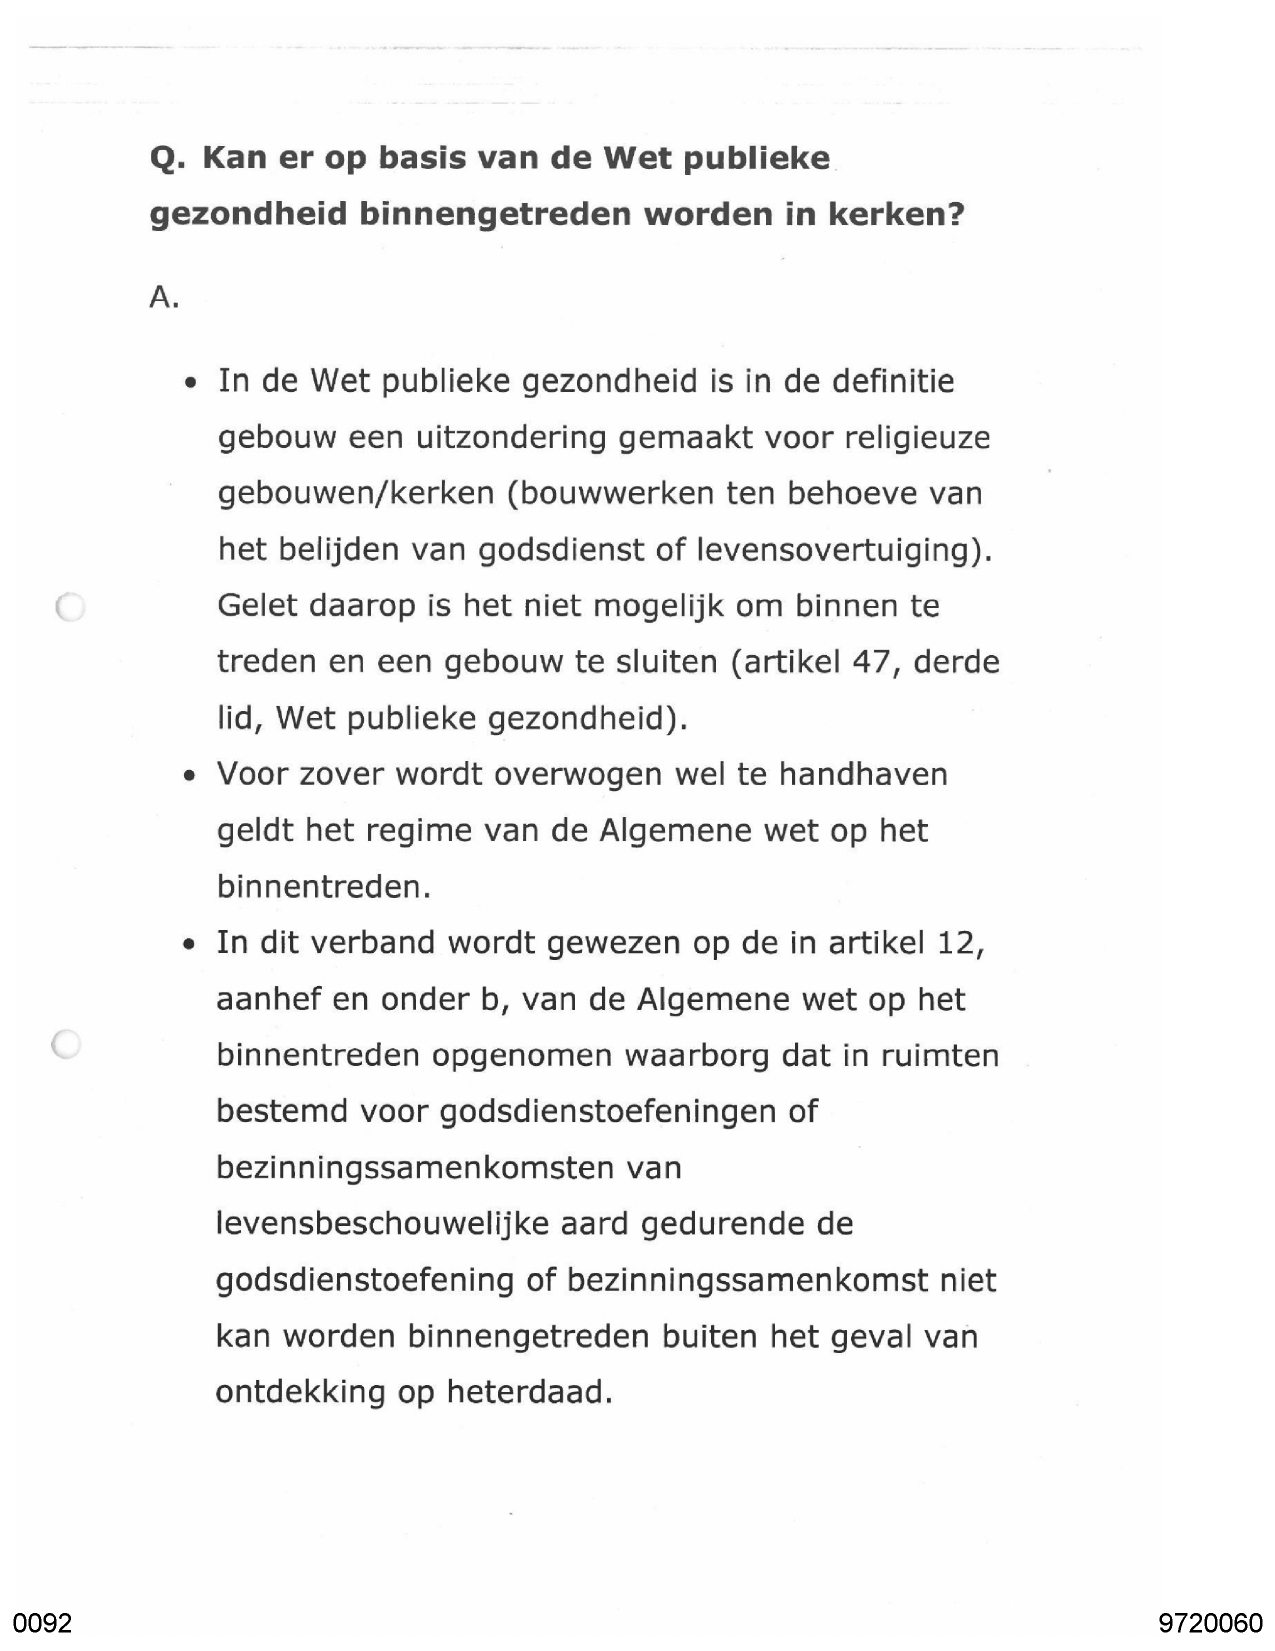 Q. Kan er op basis van de Wet publieke
gezondheid binnengetreden worden in kerken?
A.
• In de Wet publieke gezondheid is in de definitie
gebouw een uitzondering gemaakt voor religieuze
gebouwen/kerken (bouwwerken ten behoeve van
het belijden van godsdienst of levensovertuiging).
Gelet daarop is het niet mogelijk om binnen te
treden en een gebouw te sluiten (artikel 47, derde
lid, Wet publieke gezondheid).
• Voor zover wordt overwogen wel te handhaven
geldt het regime van de Algemene wet op het
binnentreden.
• In dit verband wordt gewezen op de in artikel 12,
aanhef en onder b, van de Algemene wet op het
binnentreden opgenomen waarborg dat in ruimten
bestemd voor godsdienstoefeningen of
bezinningssamenkomsten van
levensbeschouwelijke aard gedurende de
godsdienstoefening of bezinningssamenkomst niet
kan worden binnengetreden buiten het geval van
ontdekking op heterdaad.
0092
9720060